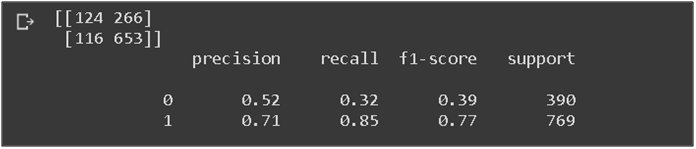 [[124 266]
[116 653]]
precision recall f1-score support
0 0.52 0.32 0.39 390
1 0.71 0.85 0.77 769